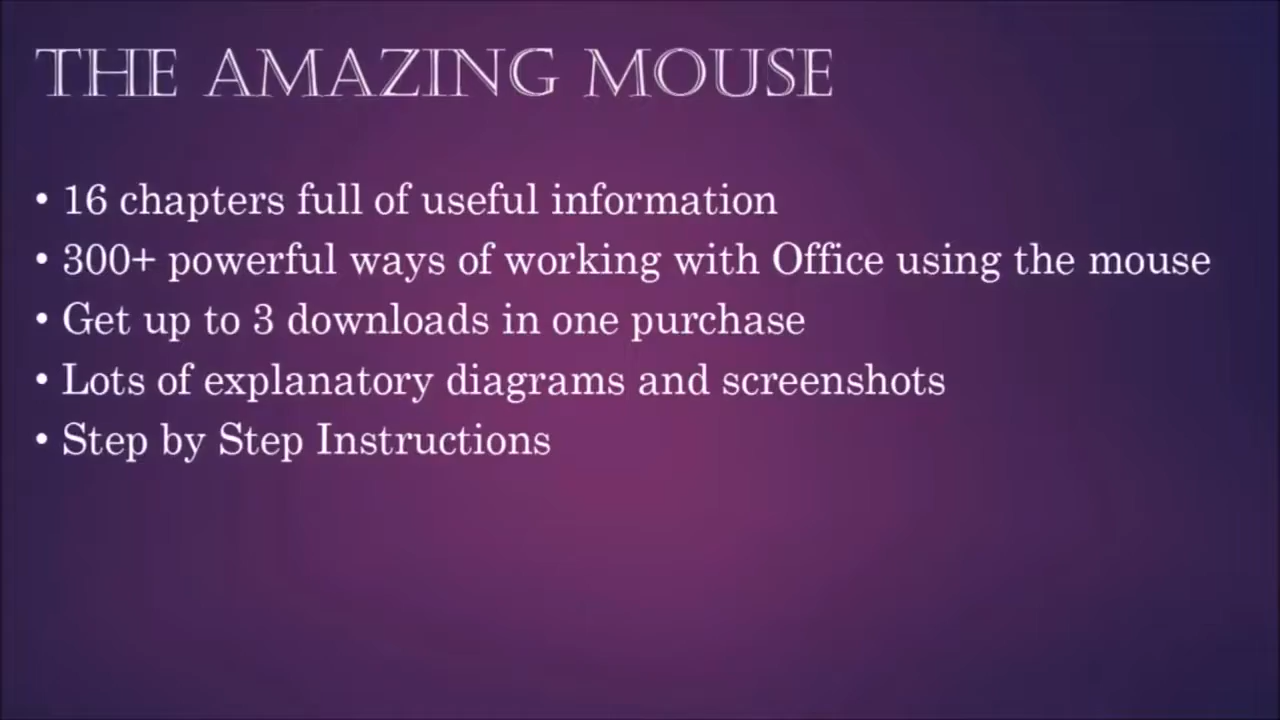 THE AMAZING MOUSE
• 16 chapters full of useful information
• 300+ powerful ways of working with Office using the mouse
• Get up to 3 downloads in one purchase
• Lots of explanatory diagrams and screenshots
• Step by Step Instructions